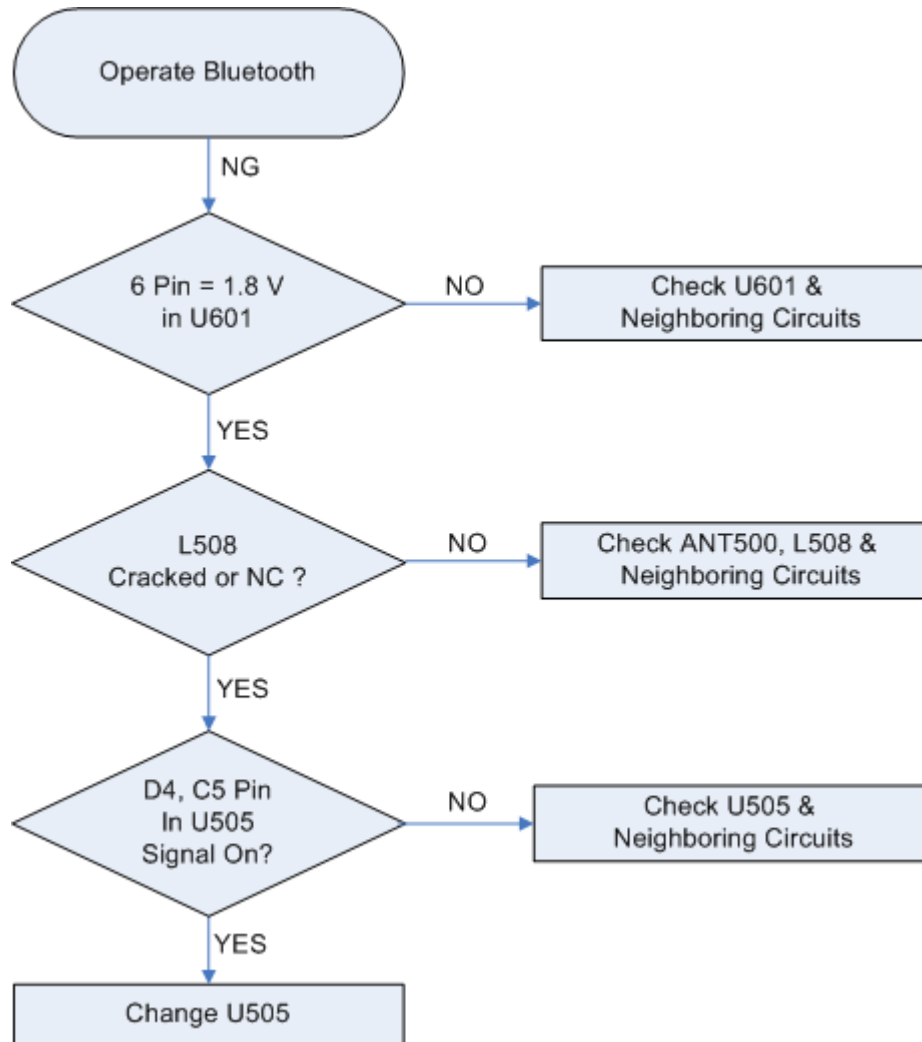 Operate Bluetooth
NG
6 Pin = 1.8 V
in U601
NO
Check U601 &
Neighboring Circuits
YES
L508
Cracked or NC ?
NO
Check ANT500, L508 &
Neighboring Circuits
YES
D4, C5 Pin
In U505
Signal On?
NO
Check U505 &
Neighboring Circuits
YES
Change U505